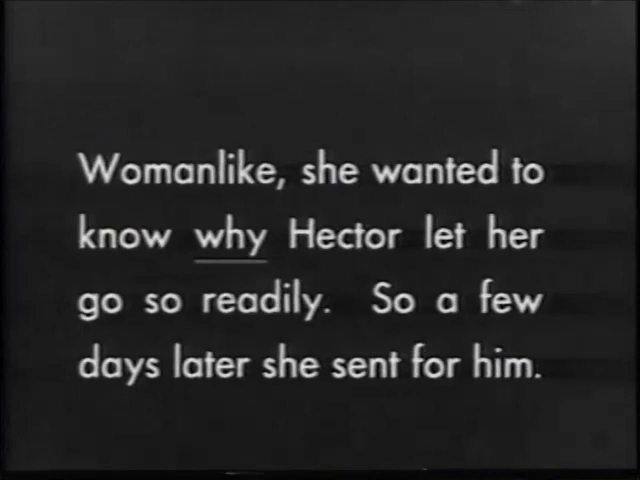 Womanlike, she wanted to
know why Hector let her
go so readily. So a few
days later she sent for him.